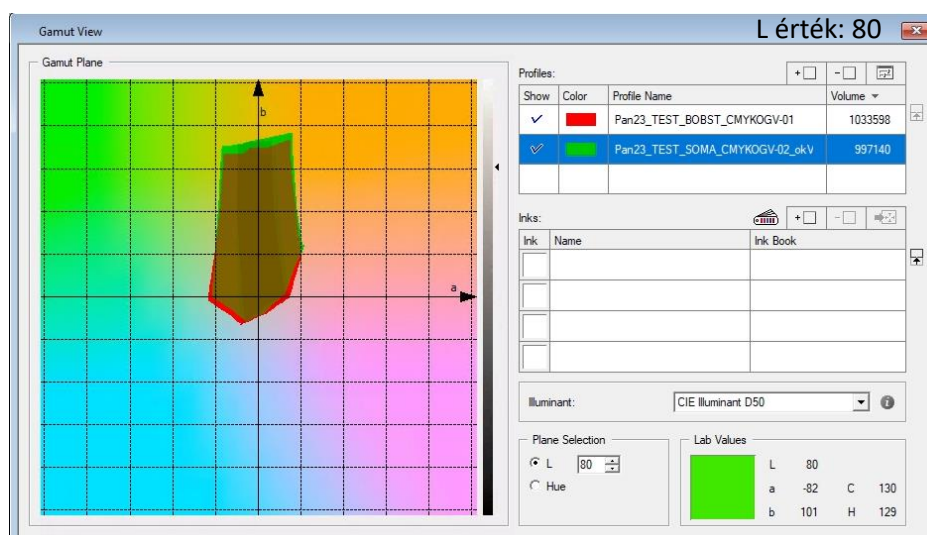 L érték: 80
Gamut View
Gamut Plane
b
a
Profiles:
Show Color Profile Name Volume
Pan23_TEST_BOBST_CMYKOGV-01 1033598
Pan23_TEST_SOMA_CMYKOGV-02_okV 997140
Inks:
Ink Name Ink Book
Illuminant: CIE Illuminant D50
Plane Selection
L 80
Hue
Lab Values
L 80
a -82 C 130
b 101 H 129